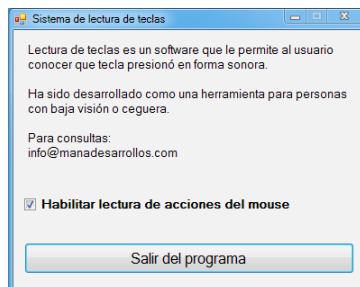 Sistema de lectura de teclas
Lectura de teclas es un software que le permite al usuario
conocer que tecla presionó en forma sonora.
Ha sido desarrollado como una herramienta para personas
con baja visión o ceguera.
Para consultas:
info@manadesarrollos.com
Habilitar lectura de acciones del mouse
Salir del programa